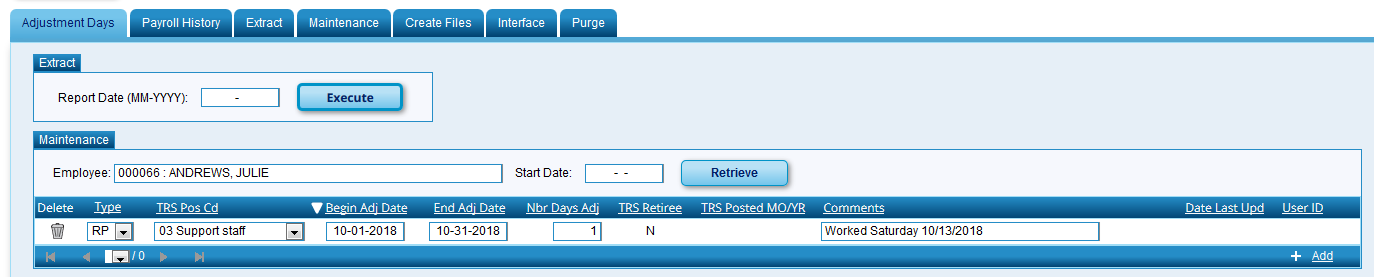 Adjustment Days Payroll History Extract Maintenance Create Files Interface Purge
Extract
Report Date (MM-YYYY): - Execute
Maintenance
Employee: 000066 : ANDREWS, JULIE Start Date: - - Retrieve
Delete Type TRS Pos Cd Begin Adj Date End Adj Date Nbr Days Adj TRS Retiree TRS Posted MO/YR Comments Date Last Upd User ID
RP 03 Support staff 10-01-2018 10-31-2018 1 N Worked Saturday 10/13/2018
/ 0 + Add